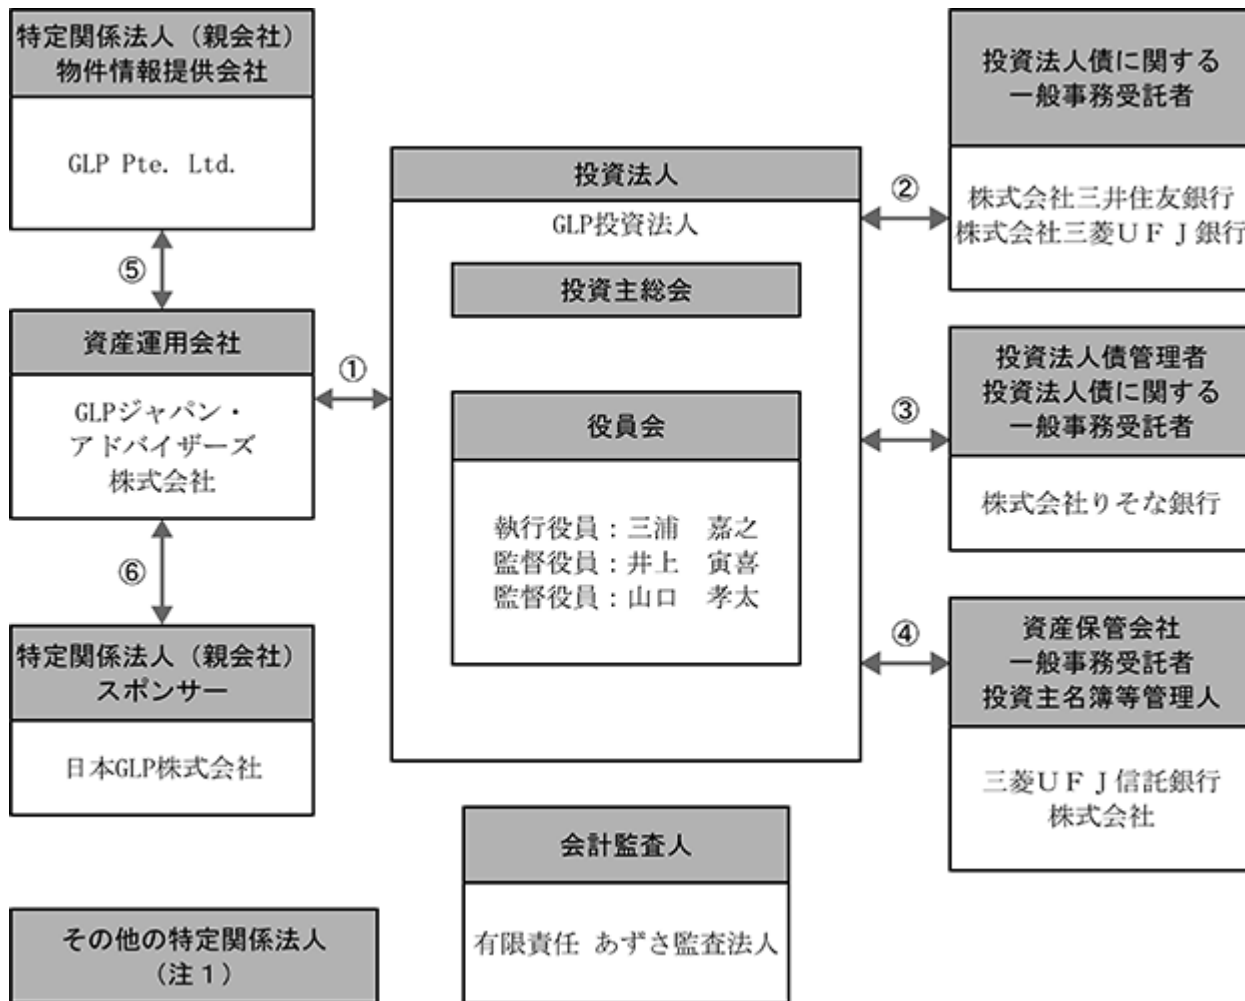 特定関係法人（親会社）
物件情報提供会社
GLP Pte. Ltd.
⑤
資産運用会社
GLPジャパン・
アドバイザーズ
株式会社
⑥
特定関係法人（親会社）
スポンサー
日本GLP株式会社
その他の特定関係法人
（注１）
①
投資法人
GLP投資法人
投資主総会
役員会
執行役員：三浦　嘉之
監督役員：井上　寅喜
監督役員：山口　孝太
会計監査人
有限責任 あずさ監査法人
②
投資法人債に関する
一般事務受託者
株式会社三井住友銀行
株式会社三菱ＵＦＪ銀行
③
投資法人債管理者
投資法人債に関する
一般事務受託者
株式会社りそな銀行
④
資産保管会社
一般事務受託者
投資主名簿等管理人
三菱ＵＦＪ信託銀行
株式会社